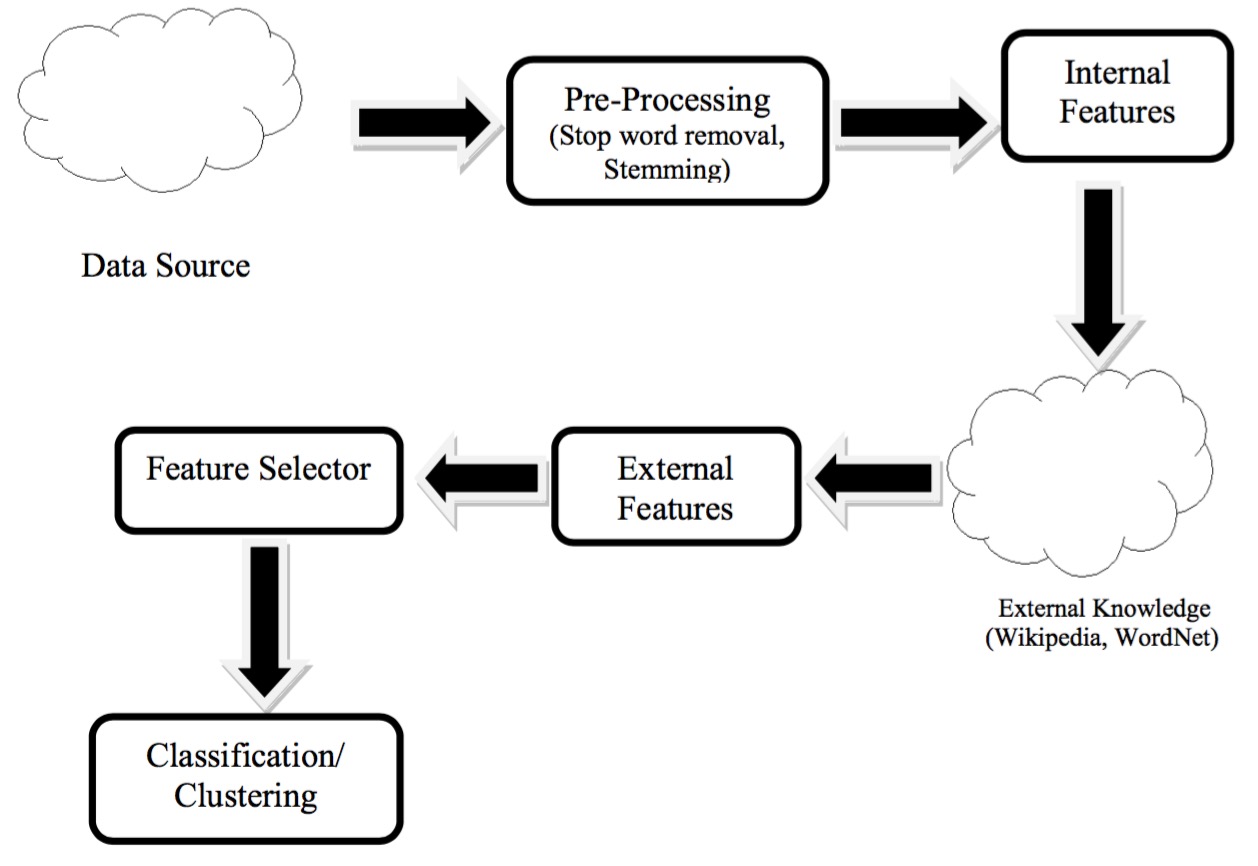 Pre-Processing
(Stop word removal,
Stemming)
Internal
Features
Data Source
External Knowledge
(Wikipedia, WordNet)
External
Features
Feature Selector
Classification/
Clustering